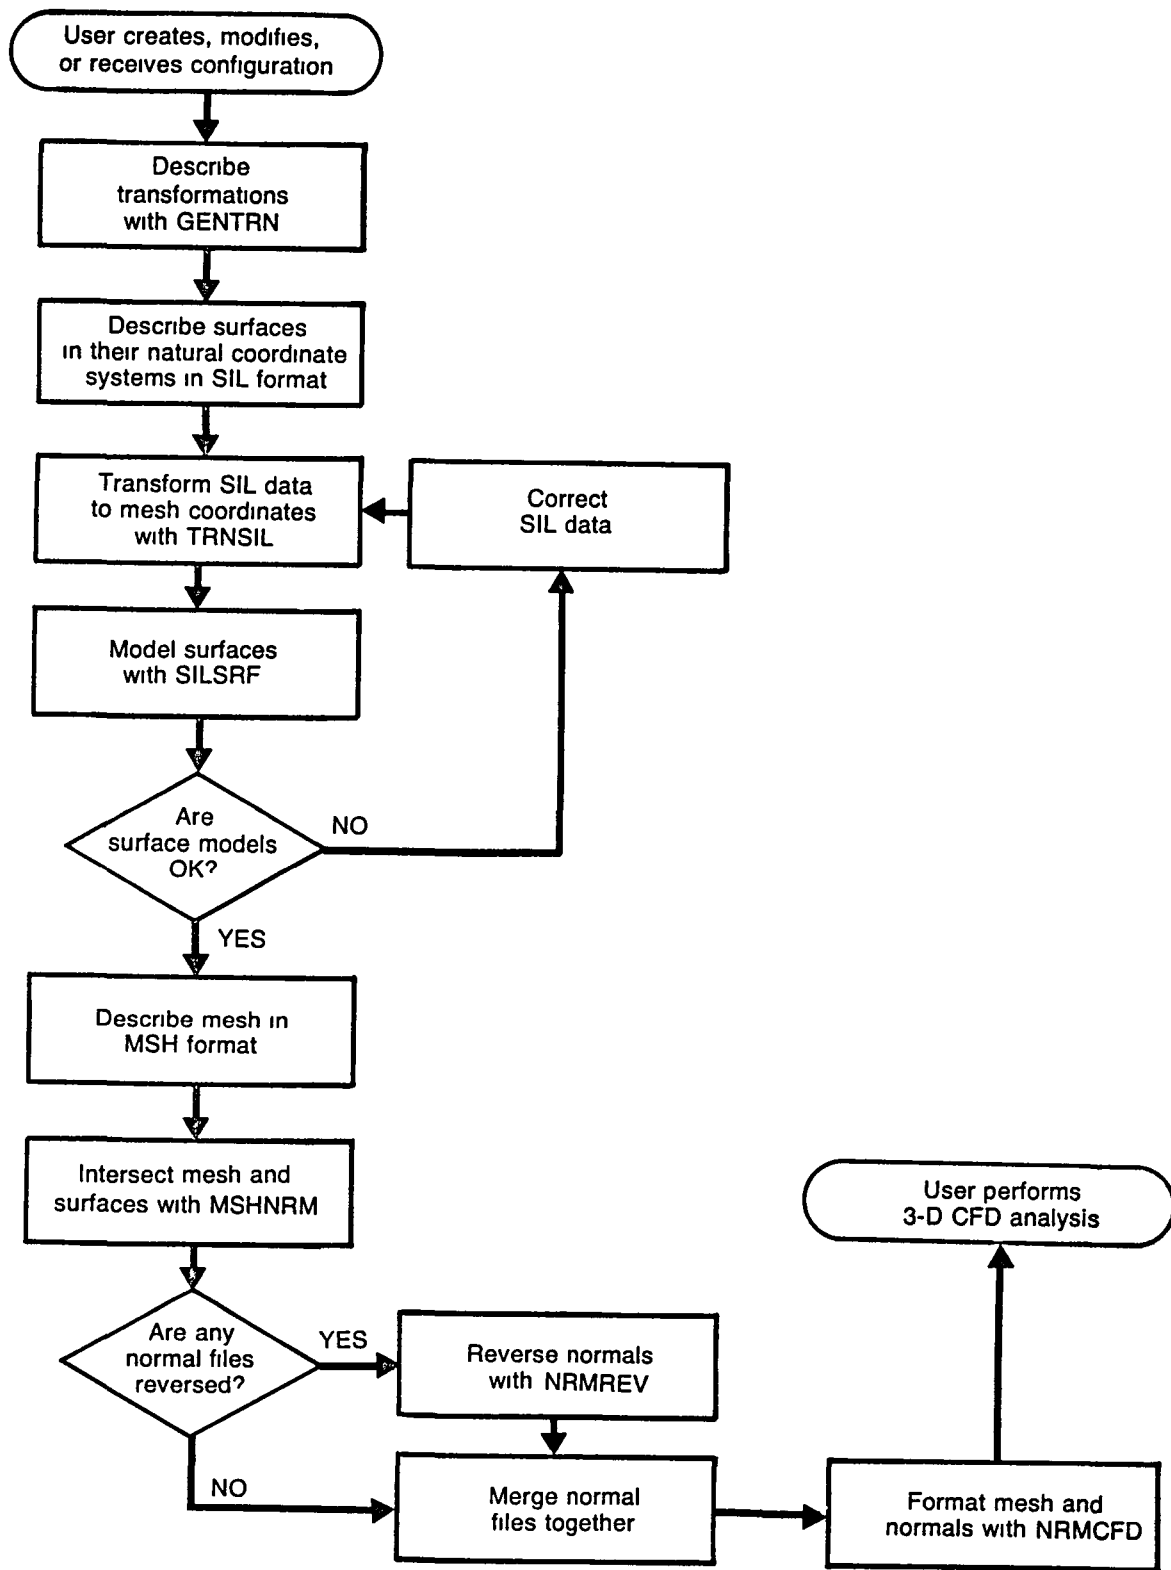 User creates, modifies,
or receives configuration
Describe
transformations
with GENTRN
Describe surfaces
in their natural coordinate
systems in SIL format
Transform SIL data
to mesh coordinates
with TRNSIL
Correct
SIL data
Model surfaces
with SILSRF
Are
surface models
OK?
NO
YES
Describe mesh in
MSH format
Intersect mesh and
surfaces with MSHNRM
User performs
3-D CFD analysis
Are any
normal files
reversed?
YES
Reverse normals
with NRMREV
NO
Merge normal
files together
Format mesh and
normals with NRMCFD